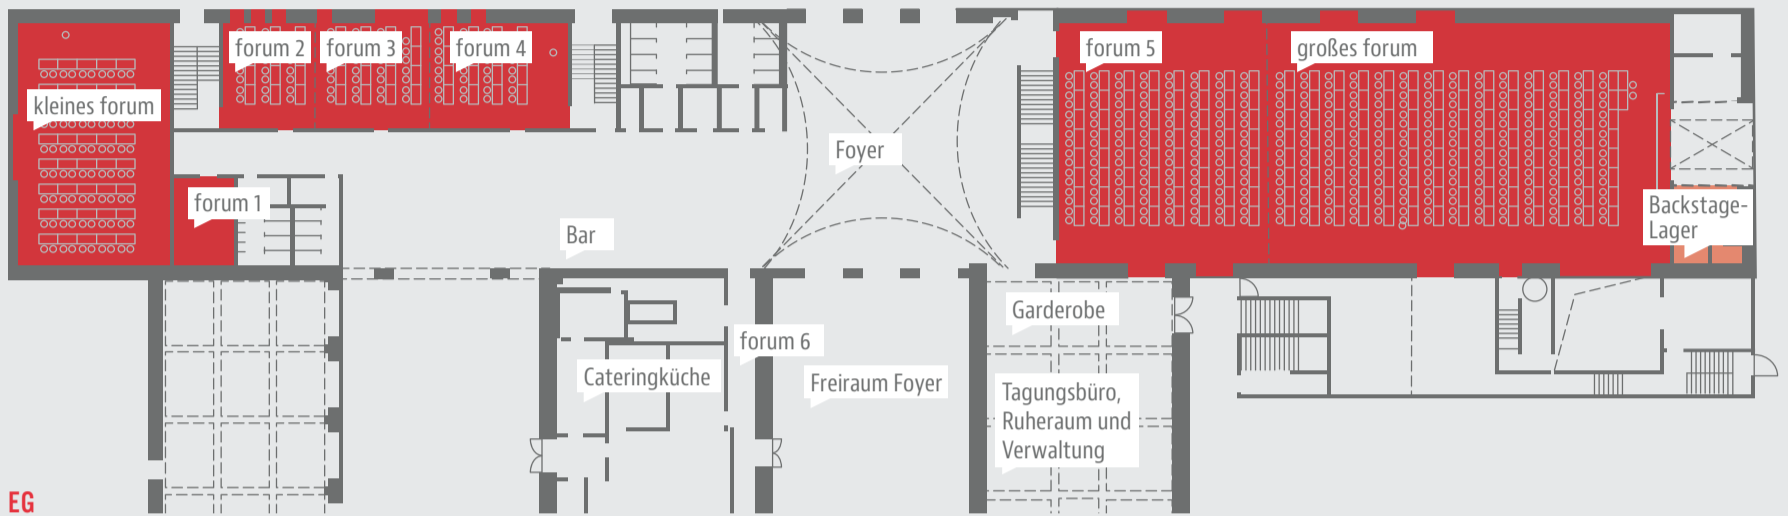 forum 2
forum 3
forum 4
forum 5
großes forum
kleines forum
Foyer
forum 1
Bar
Backstage-
Lager
Garderobe
forum 6
Cateringküche
Freiraum Foyer
Tagungsbüro,
Ruheraum und
Verwaltung
EG